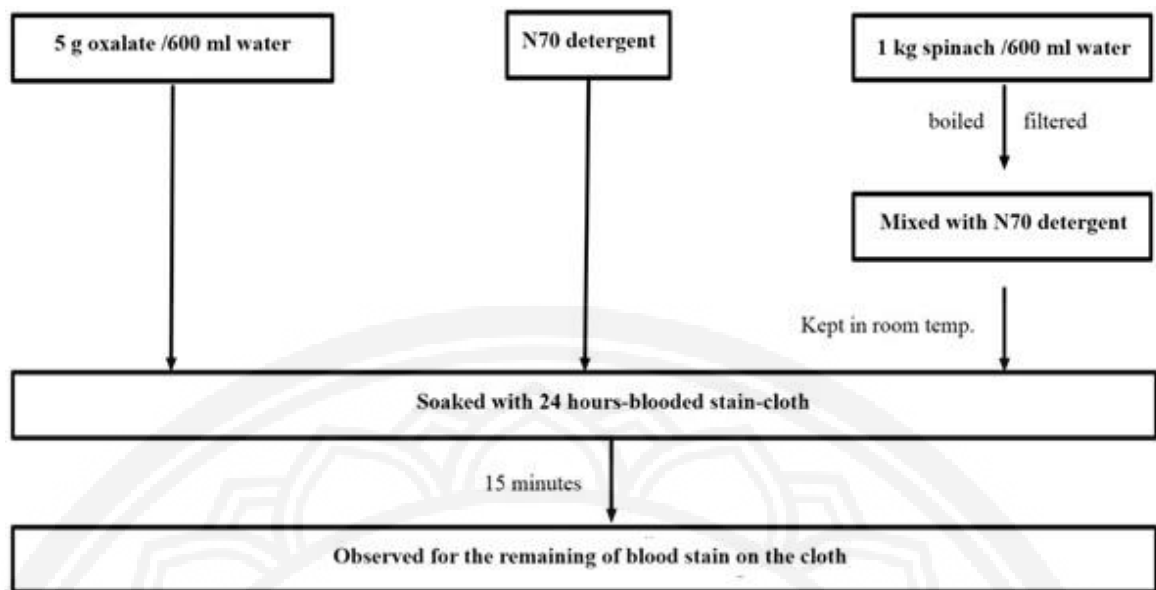 5 g oxalate /600 ml water
N70 detergent
1 kg spinach /600 ml water
boiled
filtered
Mixed with N70 detergent
Kept in room temp.
Soaked with 24 hours-blooded stain-cloth
15 minutes
Observed for the remaining of blood stain on the cloth